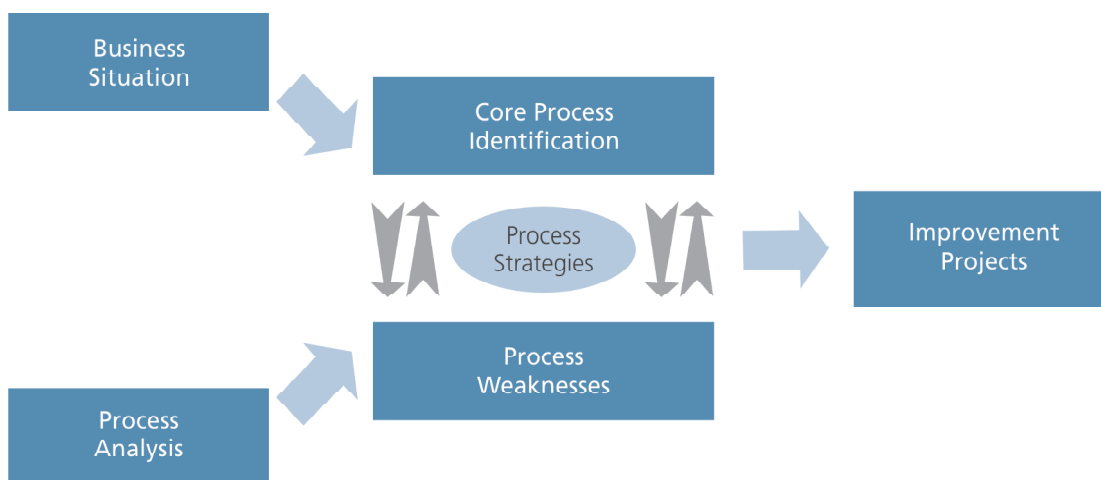 Business
Situation
Core Process
Identification
Process
Strategies
Improvement
Projects
Process
Weaknesses
Process
Analysis